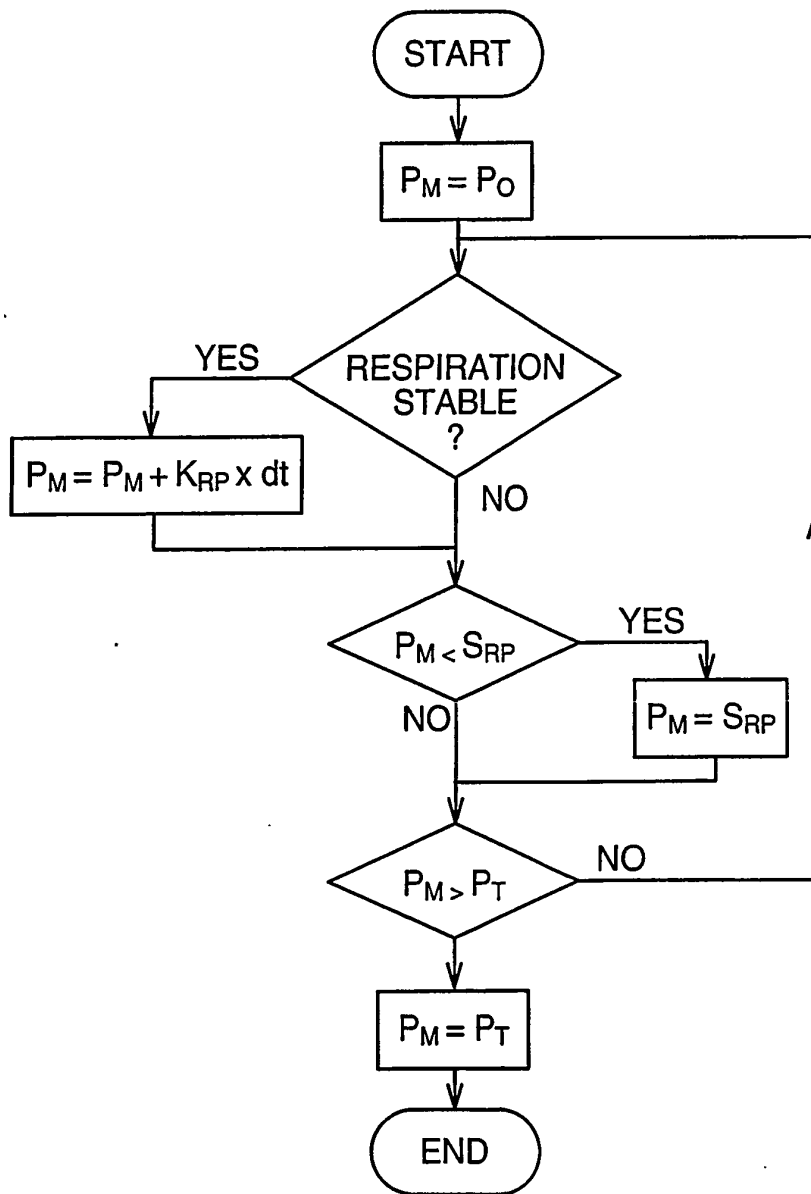 START
P_M = P_O
RESPIRATION
STABLE
?
YES
P_M = P_M + K_RP x dt
NO
P_M < S_RP
YES
P_M = S_RP
NO
P_M > P_T
NO
P_M = P_T
END